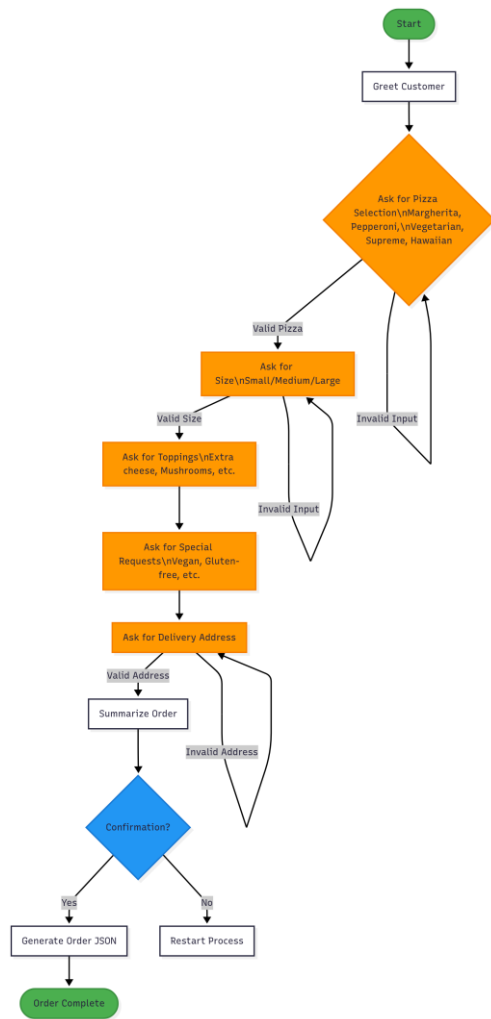 Start
Greet Customer
Ask for Pizza
Selection\nMargherita,
Pepperoni,\nVegetarian,
Supreme, Hawaiian
Valid Pizza
Ask for
Size\nSmall/Medium/Large
Invalid Input
Valid Size
Ask for Toppings\nExtra
cheese, Mushrooms, etc.
Invalid Input
Ask for Special
Requests\nVegan, Gluten-
free, etc.
Ask for Delivery Address
Valid Address
Summarize Order
Invalid Address
Confirmation?
Yes
No
Generate Order JSON
Restart Process
Order Complete